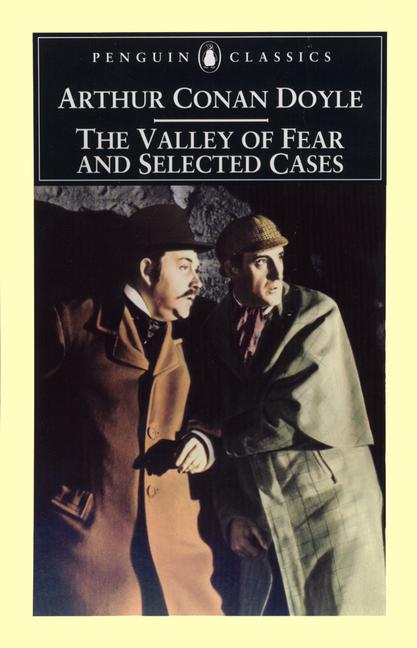 PENGUIN CLASSICS
ARTHUR CONAN DOYLE
THE VALLEY OF FEAR
AND SELECTED CASES